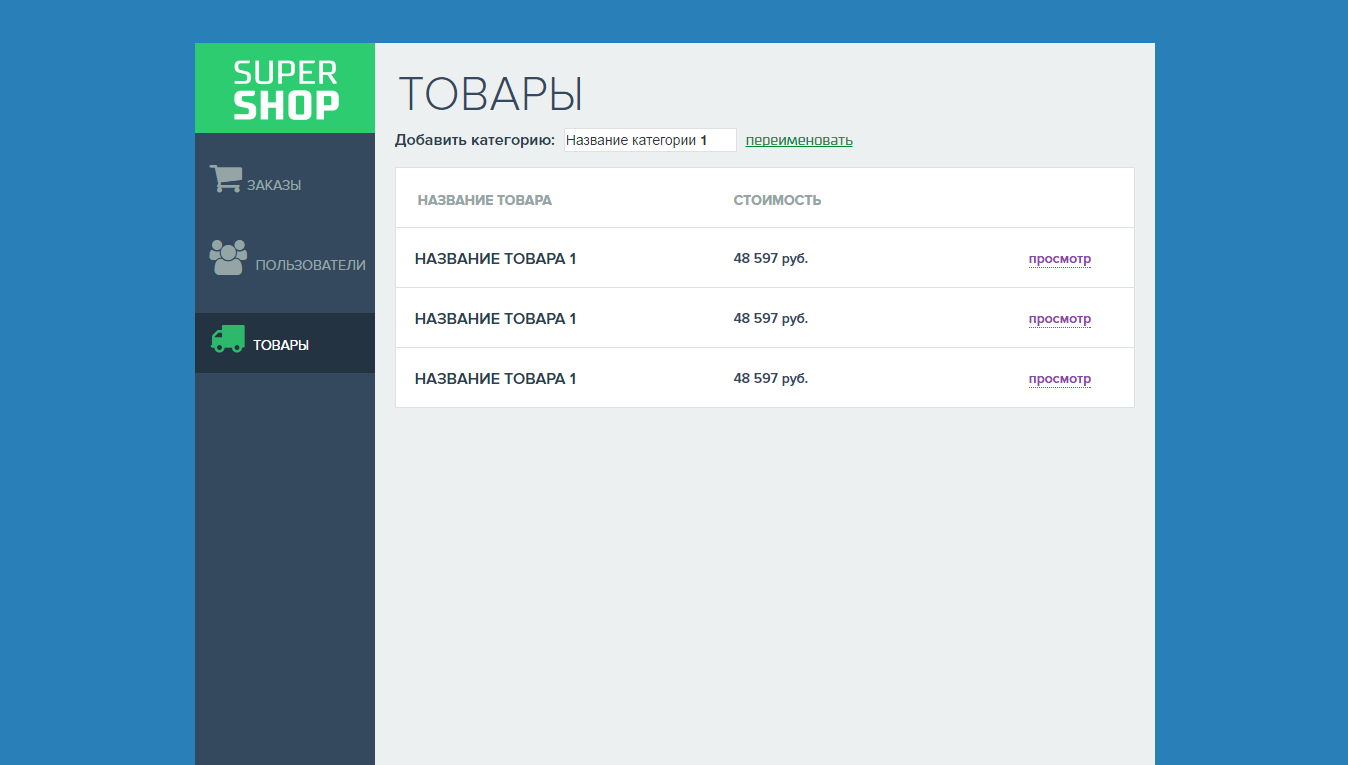 SUPER
SHOP
ЗАКАЗЫ
ПОЛЬЗОВАТЕЛИ
ТОВАРЫ
ТОВАРЫ
Добавить категорию: Название категории 1 переименовать
НАЗВАНИЕ ТОВАРА СТОИМОСТЬ
НАЗВАНИЕ ТОВАРА 1 48 597 руб. просмотр
НАЗВАНИЕ ТОВАРА 1 48 597 руб. просмотр
НАЗВАНИЕ ТОВАРА 1 48 597 руб. просмотр